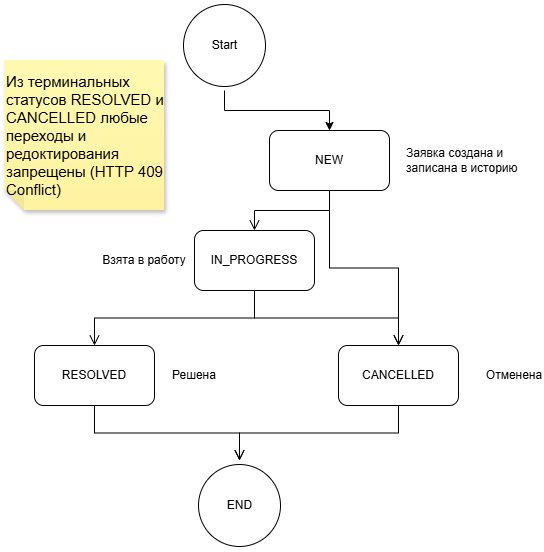 Start
Из терминальных
статусов RESOLVED и
CANCELLED любые
переходы и
редоктирования
запрещены (HTTP 409
Conflict)
NEW
Заявка создана и
записана в историю
Взята в работу
IN_PROGRESS
RESOLVED
Решена
CANCELLED
Отменена
END